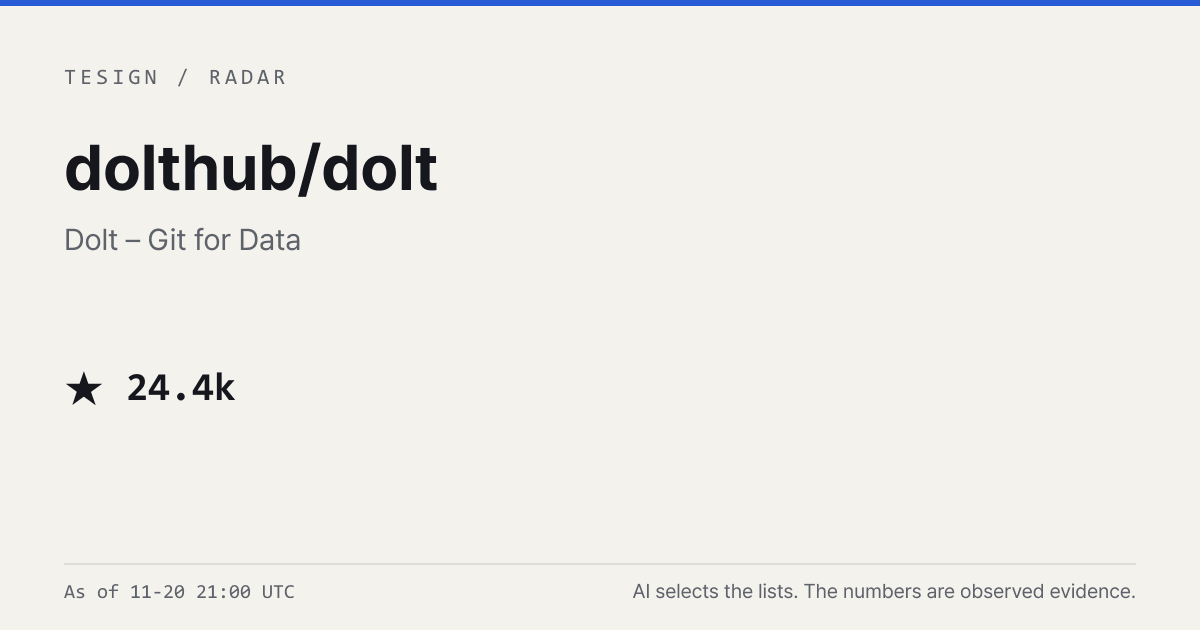 TESIGN / RADAR
dolthub/dolt
Dolt – Git for Data
★ 24.4k
As of 11-20 21:00 UTC
AI selects the lists. The numbers are observed evidence.